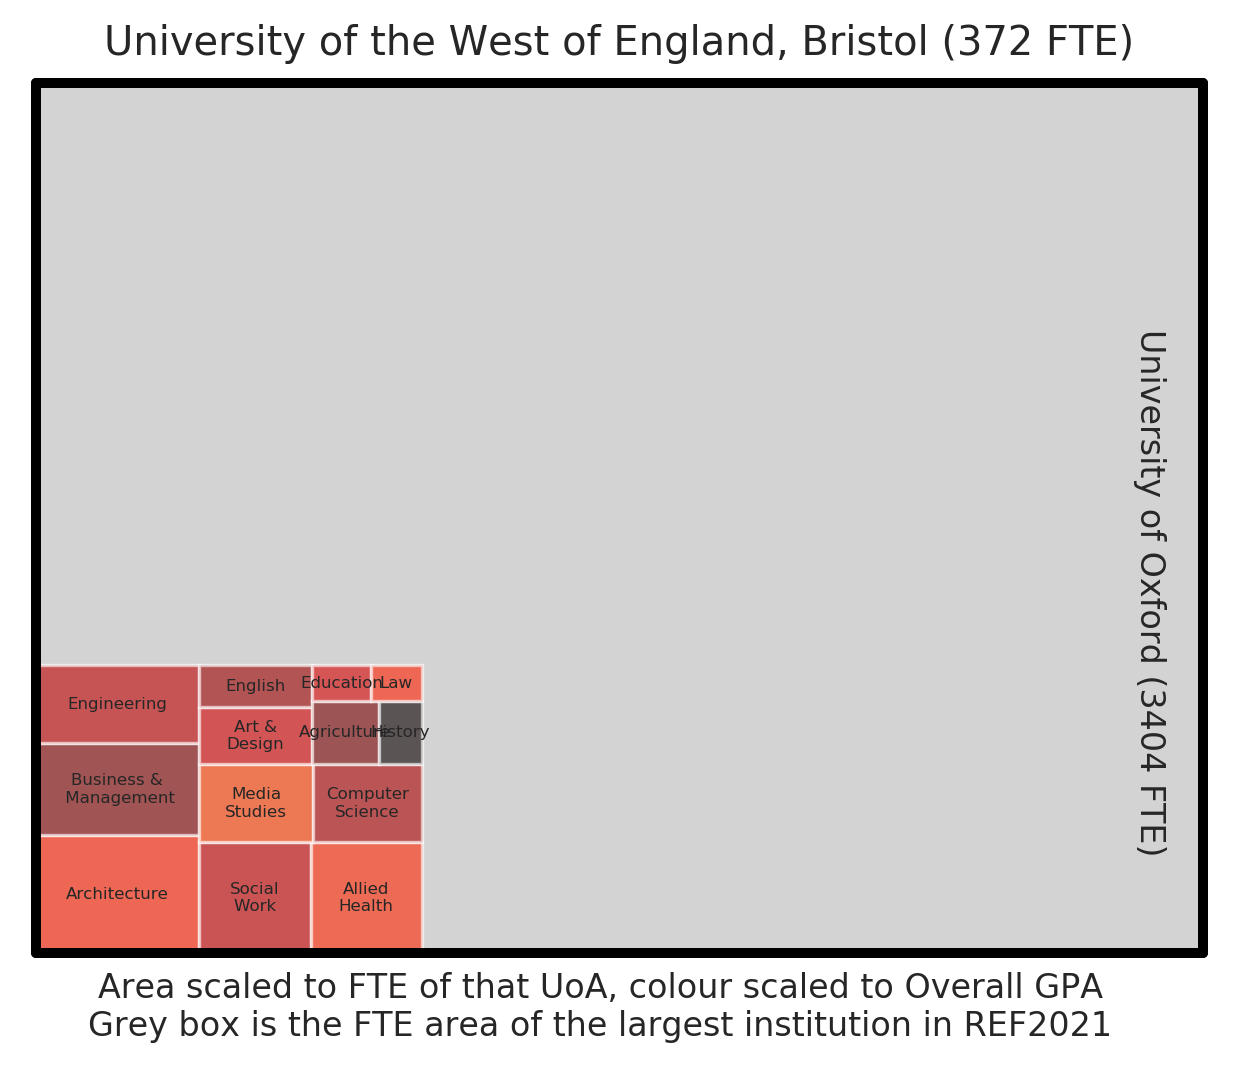 University of the West of England, Bristol (372 FTE)
University of Oxford (3404 FTE)
Engineering
English
Education
Law
Art &
Design
Agriculture
History
Business &
Management
Media
Studies
Computer
Science
Architecture
Social
Work
Allied
Health
Area scaled to FTE of that UoA, colour scaled to Overall GPA
Grey box is the FTE area of the largest institution in REF2021